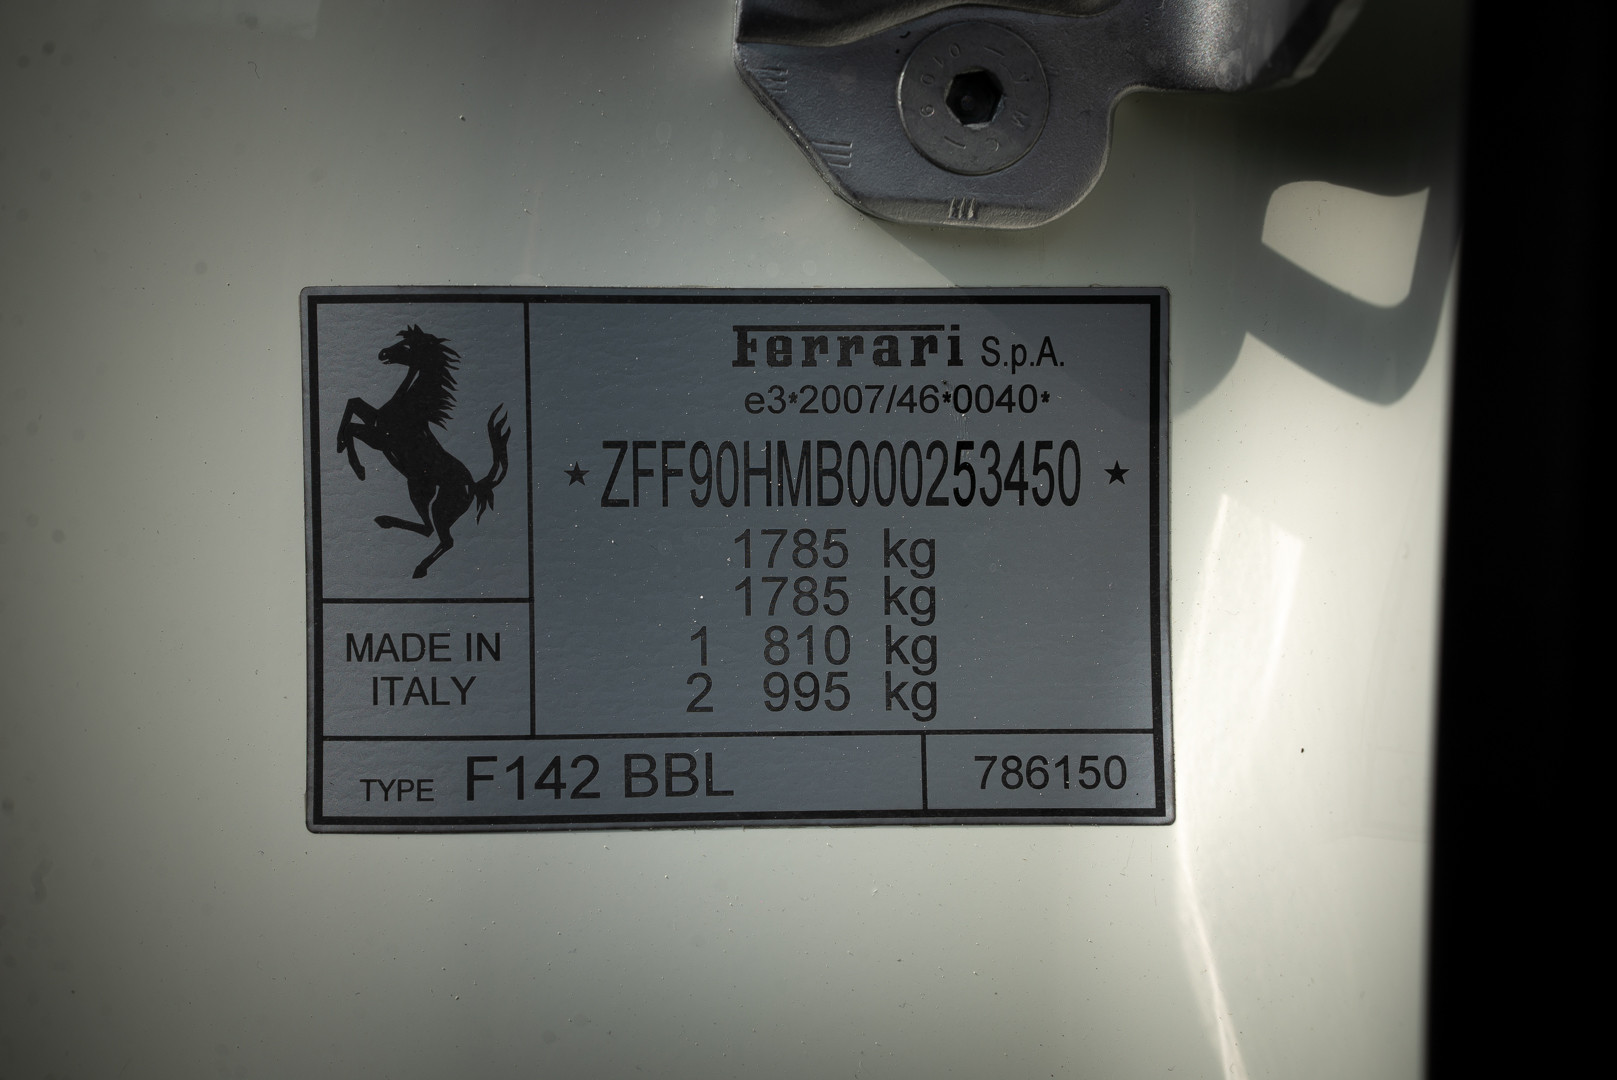 Ferrari S.p.A.
e3*2007/46*0040*
★ ZFF90HMB000253450 ★
1785 kg
1785 kg
1 810 kg
2 995 kg
MADE IN
ITALY
TYPE F142 BBL
786150